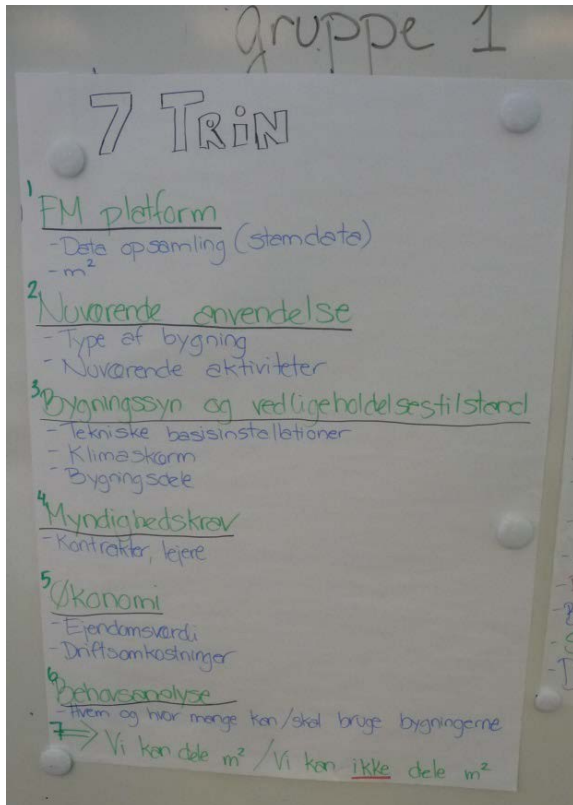 gruppe 1
7 TRIN
1 FM platform
- Data opsamling (stamdata)
- m²
2, Nuværende anvendelse
- Type af bygning
- Nuværende aktiviteter
3, Bygningssyn og vedligeholdelsestilstand
- Tekniske basisinstallationer
- Klimaskærm
- Bygningsdele
4, Myndighedskrav
- Kontrakter, lejere
5, Økonomi
- Ejendomsværdi
- Driftsomkostninger
6, Behovsanalyse
- Hvem og hvor mange kan/skal bruge bygningerne
7 ⇒ Vi kan dele m² / Vi kan ikke dele m²